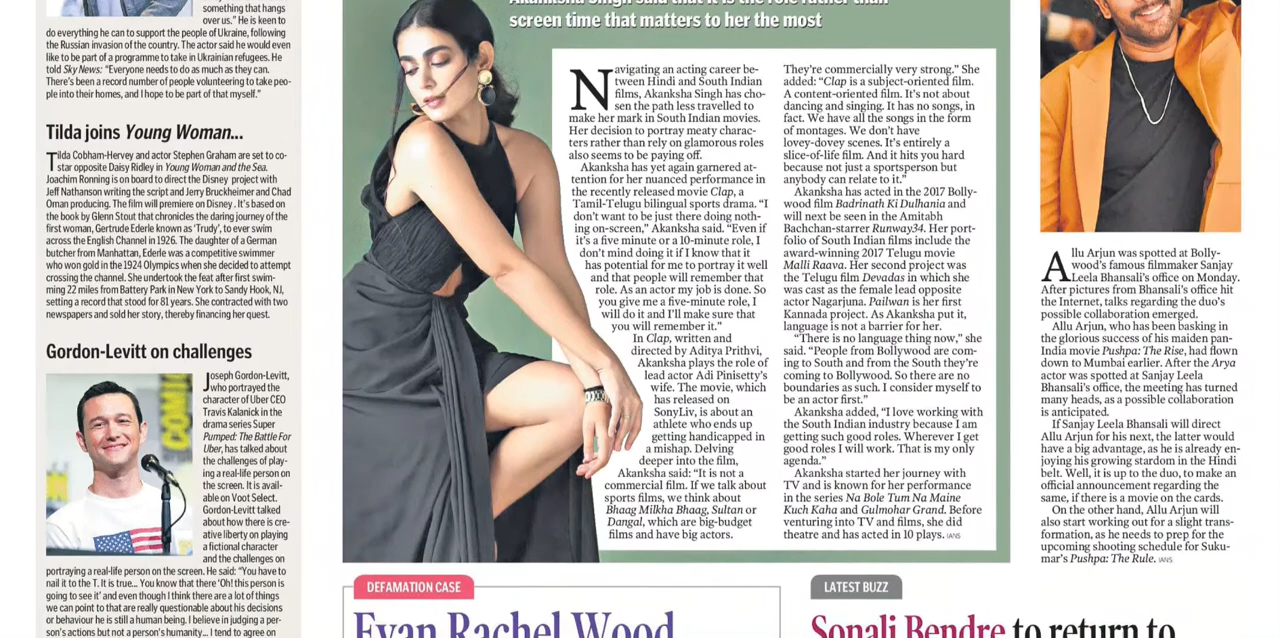 something that hangs
over us." He is keen to
do everything he can to support the people of Ukraine, following
the Russian invasion of the country. The actor said he would even
like to be part of a programme to take in Ukrainian refugees. He
told Sky News: "Everyone needs to do as much as they can.
There's been a record number of people volunteering to take peo-
ple into their homes, and I hope to be part of that myself."
Tilda joins Young Woman...
Tilda Cobham-Hervey and actor Stephen Graham are set to co-
star opposite Daisy Ridley in Young Woman and the Sea.
Joachim Ronning is on board to direct the Disney project with
Jeff Nathanson writing the script and Jerry Bruckheimer and Chad
Oman producing. The film will premiere on Disney . It's based on
the book by Glenn Stout that chronicles the daring journey of the
first woman, Gertrude Ederle known as 'Trudy', to ever swim
across the English Channel in 1926. The daughter of a German
butcher from Manhattan, Ederle was a competitive swimmer
who won gold in the 1924 Olympics when she decided to attempt
crossing the channel. She undertook the feat after first swim-
ming 22 miles from Battery Park in New York to Sandy Hook, NJ,
setting a record that stood for 81 years. She contracted with two
newspapers and sold her story, thereby financing her quest.
Gordon-Levitt on challenges
Joseph Gordon-Levitt,
who portrayed the
character of Uber CEO
Travis Kalanick in the
drama series Super
Pumped: The Battle For
Uber, has talked about
the challenges of play-
ing a real-life person on
the screen. It is avail-
able on Voot Select.
Gordon-Levitt talked
about how there is cre-
ative liberty on playing
a fictional character
and the challenges on
portraying a real-life person on the screen. He said: "You have to
nail it to the T. It is true... You know that there 'Oh! this person is
going to see it' and even though I think there are a lot of things
we can point to that are really questionable about his decisions
or behaviour he is still a human being. I believe in judging a per-
son's actions but not a person's humanity... I tend to agree on
screen time that matters to her the most
Navigating an acting career be-
tween Hindi and South Indian
films, Akanksha Singh has cho-
sen the path less travelled to
make her mark in South Indian movies.
Her decision to portray meaty charac-
ters rather than rely on glamorous roles
also seems to be paying off.
Akanksha has yet again garnered at-
tention for her nuanced performance in
the recently released movie Clap, a
Tamil-Telugu bilingual sports drama. "I
don't want to be just there doing noth-
ing on-screen," Akanksha said. "Even if
it's a five minute or a 10-minute role, I
don't mind doing it if I know that it
has potential for me to portray it well
and that people will remember that
role. As an actor my job is done. So
you give me a five-minute role, I
will do it and I'll make sure that
you will remember it."
In Clap, written and
directed by Aditya Prithvi,
Akanksha plays the role of
lead actor Adi Pinisetty's
wife. The movie, which
has released on
SonyLiv, is about an
athlete who ends up
getting handicapped in
a mishap. Delving
deeper into the film,
Akanksha said: "It is not a
commercial film. If we talk about
sports films, we think about
Bhaag Milkha Bhaag, Sultan or
Dangal, which are big-budget
films and have big actors.
They're commercially very strong." She
added: "Clap is a subject-oriented film.
A content-oriented film. It's not about
dancing and singing. It has no songs, in
fact. We have all the songs in the form
of montages. We don't have
lovey-dovey scenes. It's entirely a
slice-of-life film. And it hits you hard
because not just a sportsperson but
anybody can relate to it."
Akanksha has acted in the 2017 Bolly-
wood film Badrinath Ki Dulhania and
will next be seen in the Amitabh
Bachchan-starrer Runway34. Her port-
folio of South Indian films include the
award-winning 2017 Telugu movie
Malli Raava. Her second project was
the Telugu film Devadas in which she
was cast as the female lead opposite
actor Nagarjuna. Pailwan is her first
Kannada project. As Akanksha put it,
language is not a barrier for her.
"There is no language thing now," she
said. "People from Bollywood are com-
ing to South and from the South they're
coming to Bollywood. So there are no
boundaries as such. I consider myself to
be an actor first."
Akanksha added, "I love working with
the South Indian industry because I am
getting such good roles. Wherever I get
good roles I will work. That is my only
agenda."
Akanksha started her journey with
TV and is known for her performance
in the series Na Bole Tum Na Maine
Kuch Kaha and Gulmohar Grand. Before
venturing into TV and films, she did
theatre and has acted in 10 plays. IANS
Allu Arjun was spotted at Bolly-
wood's famous filmmaker Sanjay
Leela Bhansali's office on Monday.
After pictures from Bhansali's office hit
the Internet, talks regarding the duo's
possible collaboration emerged.
Allu Arjun, who has been basking in
the glorious success of his maiden pan-
India movie Pushpa: The Rise, had flown
down to Mumbai earlier. After the Arya
actor was spotted at Sanjay Leela
Bhansali's office, the meeting has turned
many heads, as a possible collaboration
is anticipated.
If Sanjay Leela Bhansali will direct
Allu Arjun for his next, the latter would
have a big advantage, as he is already en-
joying his growing stardom in the Hindi
belt. Well, it is up to the duo, to make an
official announcement regarding the
same, if there is a movie on the cards.
On the other hand, Allu Arjun will
also start working out for a slight trans-
formation, as he needs to prep for the
upcoming shooting schedule for Suku-
mar's Pushpa: The Rule. IANS
DEFAMATION CASE
Evan Rachel Wood
LATEST BUZZ
Sonali Bendre to return to